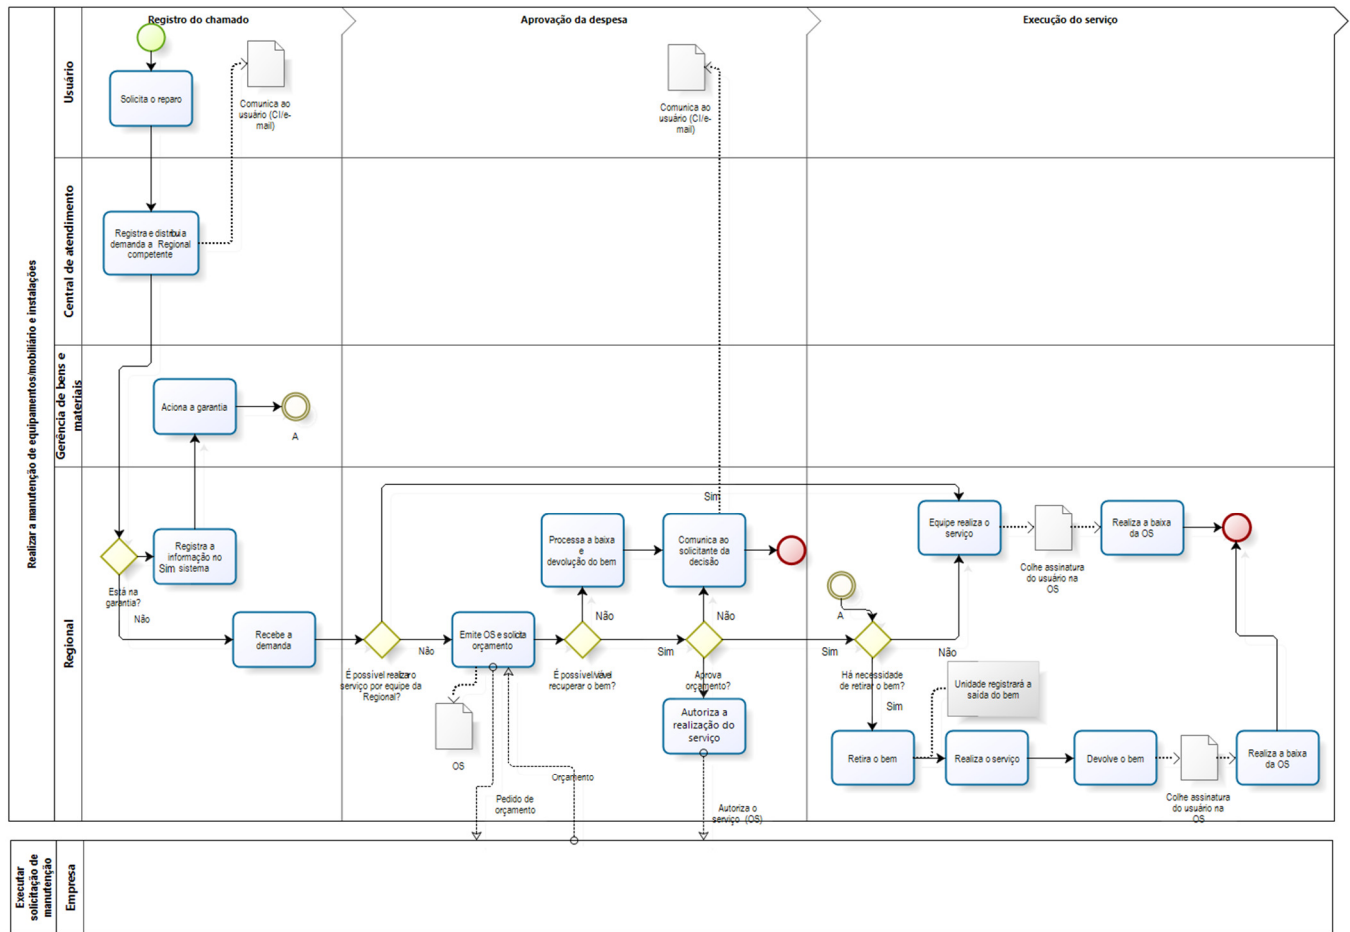 Registro do chamado
Aprovação da despesa
Execução do serviço
Realizar a manutenção de equipamentos/mobiliário e instalações
Usuário
Solicita o reparo
Comunica ao
usuário (CI/e-
mail)
Comunica ao
usuário (CI/e-
mail)
Central de atendimento
Registra e distribui a
demanda a Regional
competente
Gerência de bens e
materiais
Aciona a garantia
A
Regional
Registra a
informação no
sistema
Sim
Está na
garantia?
Não
Recebe a
demanda
É possível realizar o
serviço por equipe da
Regional?
Sim
Não
Emite OS e solicita
orçamento
OS
Pedido de
orçamento
Orçamento
É possível/viável
recuperar o bem?
Não
Sim
Processa a baixa
e
devolução do bem
Comunica ao
solicitante da
decisão
Não
Aprova
orçamento?
Sim
Autoriza a
realização do
serviço
Autoriza o
serviço (OS)
A
Há necessidade
de retirar o bem?
Não
Sim
Equipe realiza o
serviço
Colhe assinatura
do usuário na
OS
Realiza a baixa
da OS
Unidade registrará a
saída do bem
Retira o bem
Realiza o serviço
Devolve o bem
Colhe assinatura
do usuário na
OS
Realiza a baixa
da OS
Executar
solicitação de
manutenção
Empresa